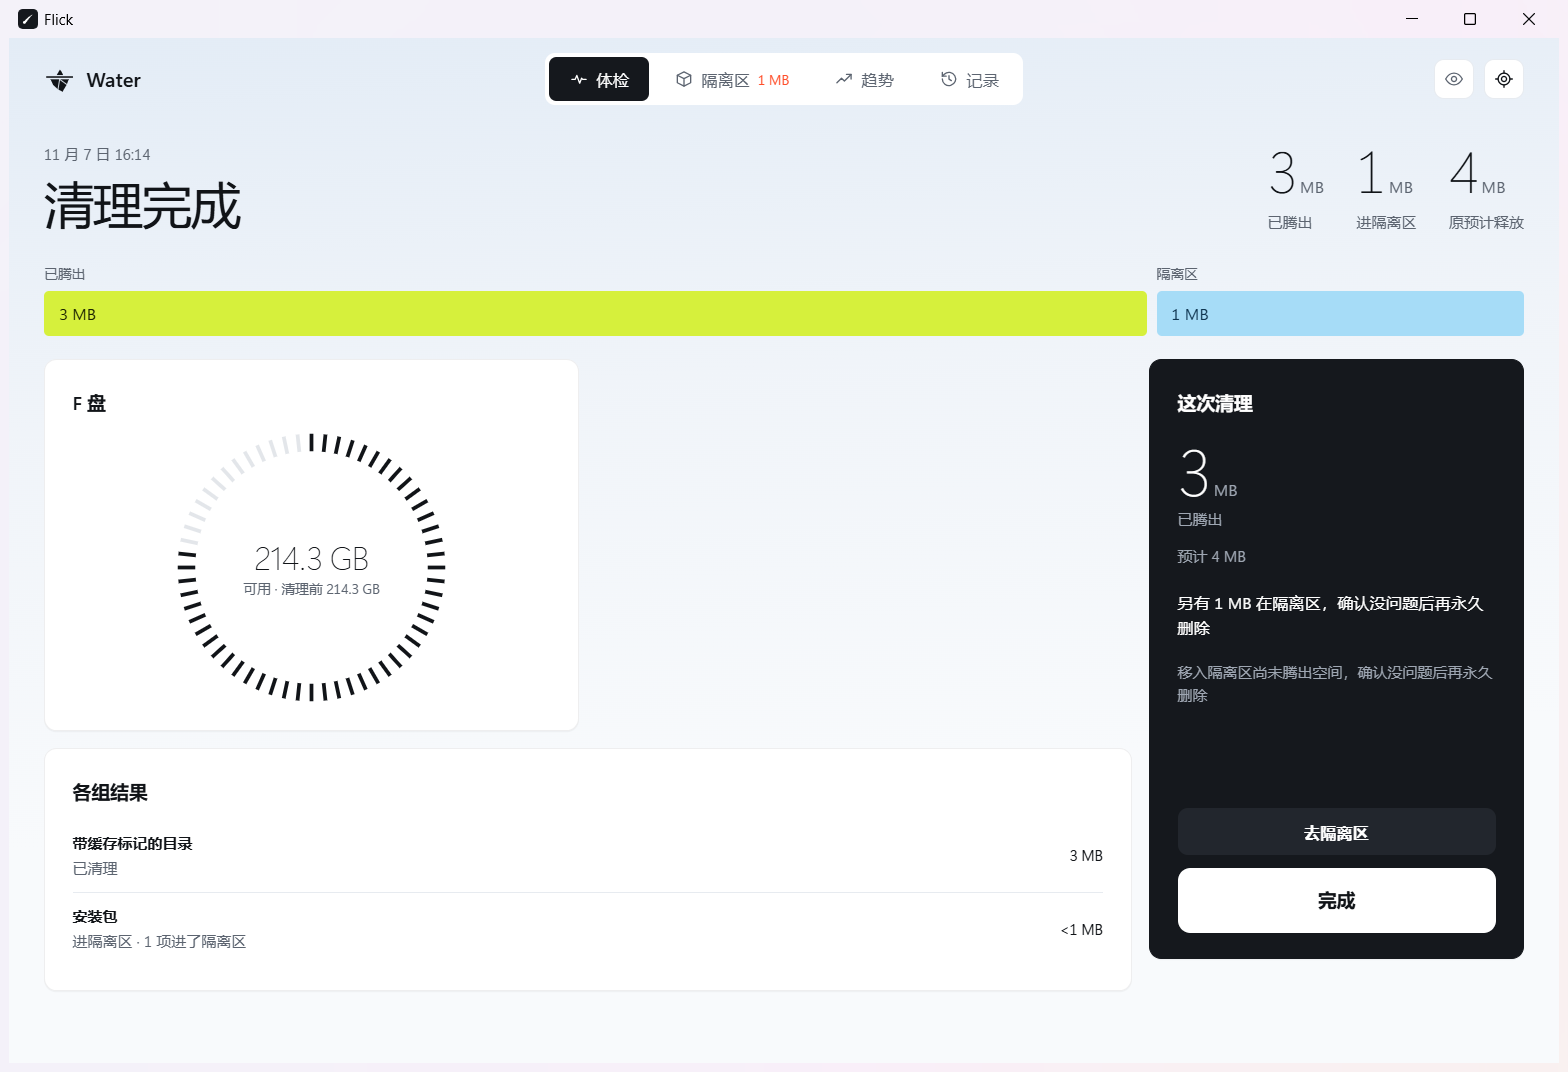 Flick
Water
体检
隔离区 1 MB
趋势
记录
11 月 7 日 16:14
清理完成
3 MB
已腾出
1 MB
进隔离区
4 MB
原预计释放
已腾出
隔离区
3 MB
1 MB
F 盘
214.3 GB
可用 · 清理前 214.3 GB
这次清理
3 MB
已腾出
预计 4 MB
另有 1 MB 在隔离区，确认没问题后再永久
删除
移入隔离区尚未腾出空间，确认没问题后再永久
删除
去隔离区
完成
各组结果
带缓存标记的目录
已清理
3 MB
安装包
进隔离区 · 1 项进了隔离区
<1 MB